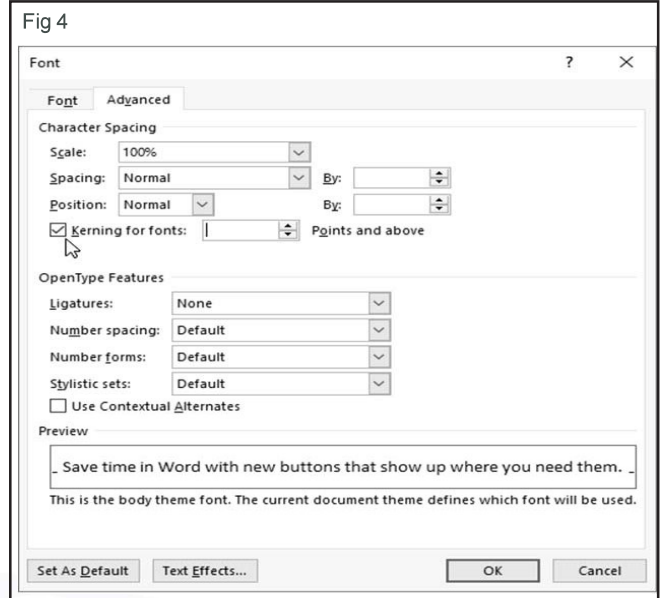 Fig 4
Font ?
Font Advanced
Character Spacing
Scale: 100%
Spacing: Normal By:
Position: Normal By:
Kerning for fonts: Points and above
OpenType Features
Ligatures: None
Number spacing: Default
Number forms: Default
Stylistic sets: Default
Use Contextual Alternates
Preview
Save time in Word with new buttons that show up where you need them.
This is the body theme font. The current document theme defines which font will be used.
Set As Default Text Effects... OK Cancel